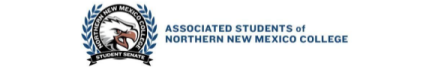 NORTHERN NEW MEXICO COLLEGE
STUDENT SENATE
ASSOCIATED STUDENTS of
NORTHERN NEW MEXICO COLLEGE